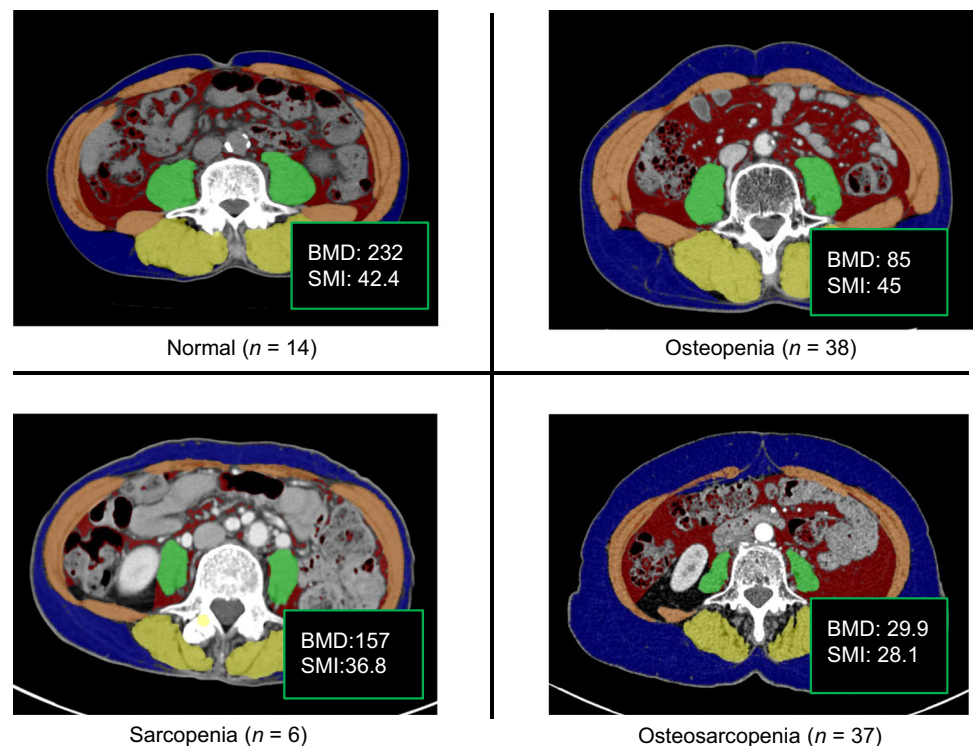 BMD: 232
SMI: 42.4
Normal (n = 14)
BMD: 85
SMI: 45
Osteopenia (n = 38)
BMD:157
SMI:36.8
Sarcopenia (n = 6)
BMD: 29.9
SMI: 28.1
Osteosarcopenia (n = 37)